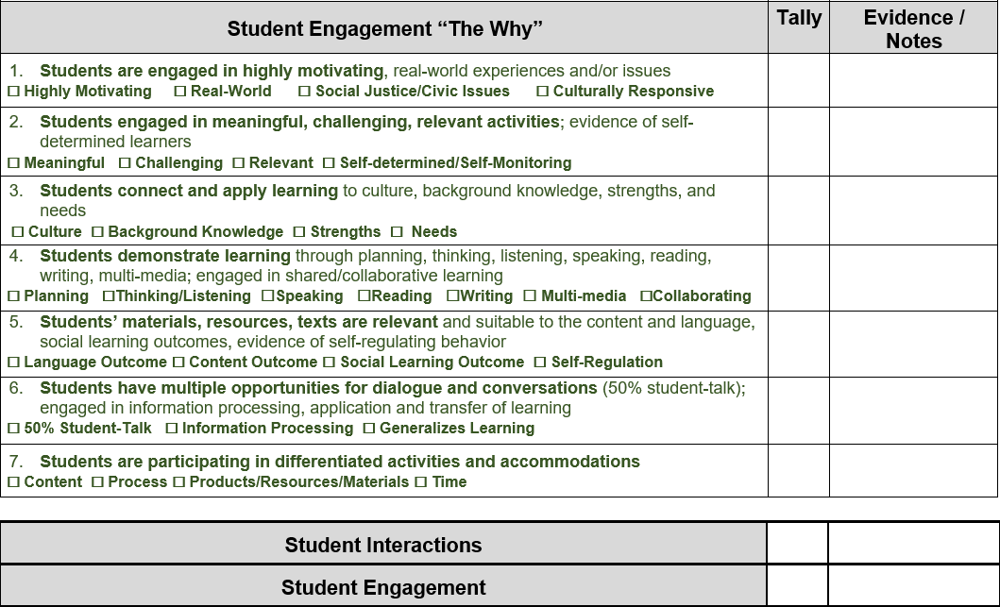 Student Engagement “The Why”
Tally
Evidence /
Notes
1. Students are engaged in highly motivating, real-world experiences and/or issues
☐ Highly Motivating ☐ Real-World ☐ Social Justice/Civic Issues ☐ Culturally Responsive
2. Students engaged in meaningful, challenging, relevant activities; evidence of self-
determined learners
☐ Meaningful ☐ Challenging ☐ Relevant ☐ Self-determined/Self-Monitoring
3. Students connect and apply learning to culture, background knowledge, strengths, and
needs
☐ Culture ☐ Background Knowledge ☐ Strengths ☐ Needs
4. Students demonstrate learning through planning, thinking, listening, speaking, reading,
writing, multi-media; engaged in shared/collaborative learning
☐ Planning ☐Thinking/Listening ☐Speaking ☐Reading ☐Writing ☐ Multi-media ☐Collaborating
5. Students’ materials, resources, texts are relevant and suitable to the content and language,
social learning outcomes, evidence of self-regulating behavior
☐ Language Outcome ☐ Content Outcome ☐ Social Learning Outcome ☐ Self-Regulation
6. Students have multiple opportunities for dialogue and conversations (50% student-talk);
engaged in information processing, application and transfer of learning
☐ 50% Student-Talk ☐ Information Processing ☐ Generalizes Learning
7. Students are participating in differentiated activities and accommodations
☐ Content ☐ Process ☐ Products/Resources/Materials ☐ Time
Student Interactions
Student Engagement